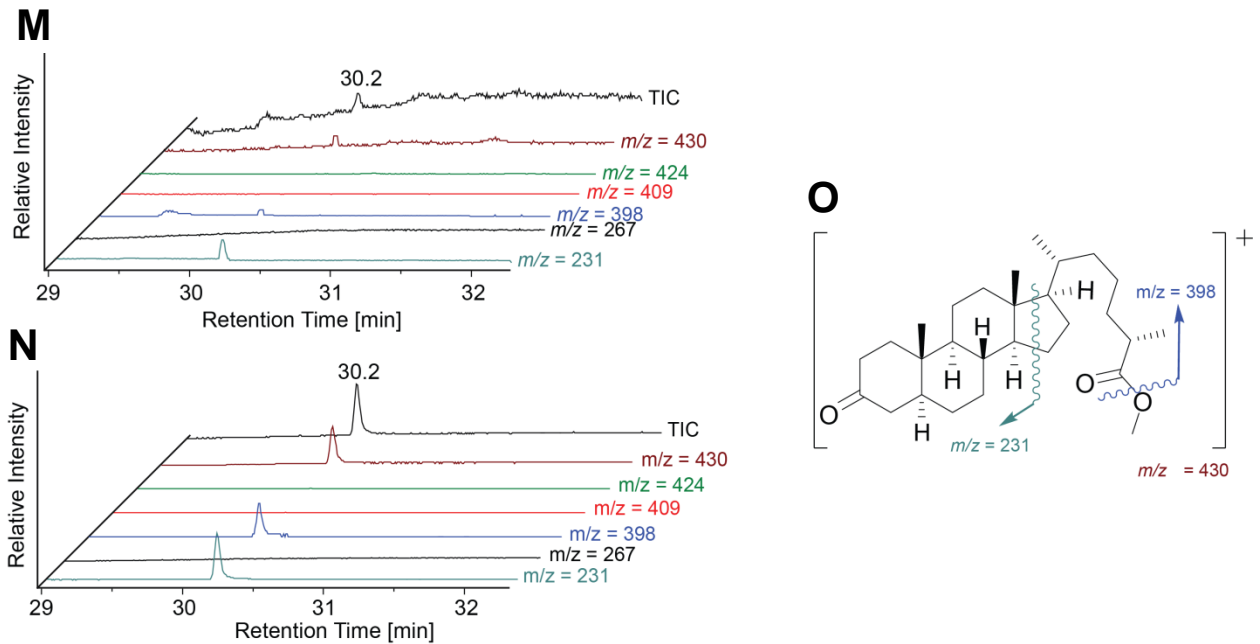 M
Relative Intensity
30.2
TIC
m/z = 430
m/z = 424
m/z = 409
m/z = 398
m/z = 267
m/z = 231
29 30 31 32
Retention Time [min]
N
Relative Intensity
30.2
TIC
m/z = 430
m/z = 424
m/z = 409
m/z = 398
m/z = 267
m/z = 231
29 30 31 32
Retention Time [min]
O
+
H
m/z = 398
H
O
H
H
O
O
H
m/z = 231
m/z = 430